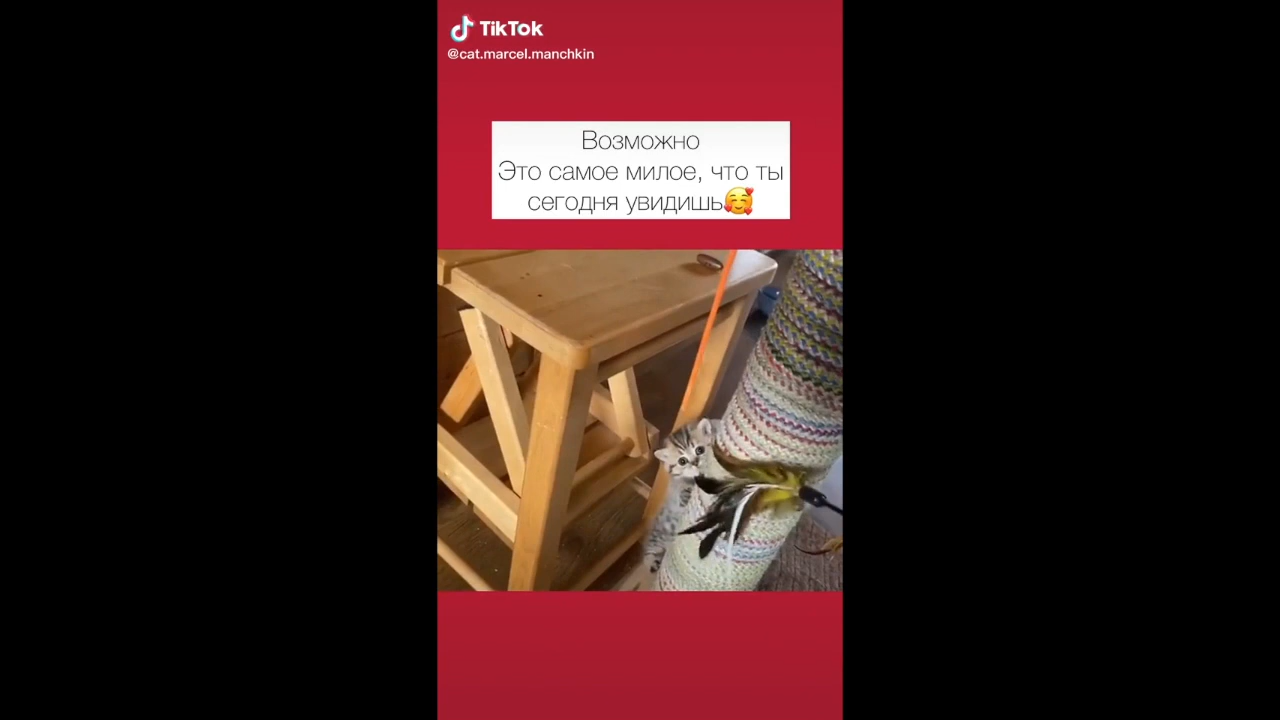 TikTok
@cat.marcel.manchkin
Возможно
Это самое милое, что ты
сегодня увидишь🥰